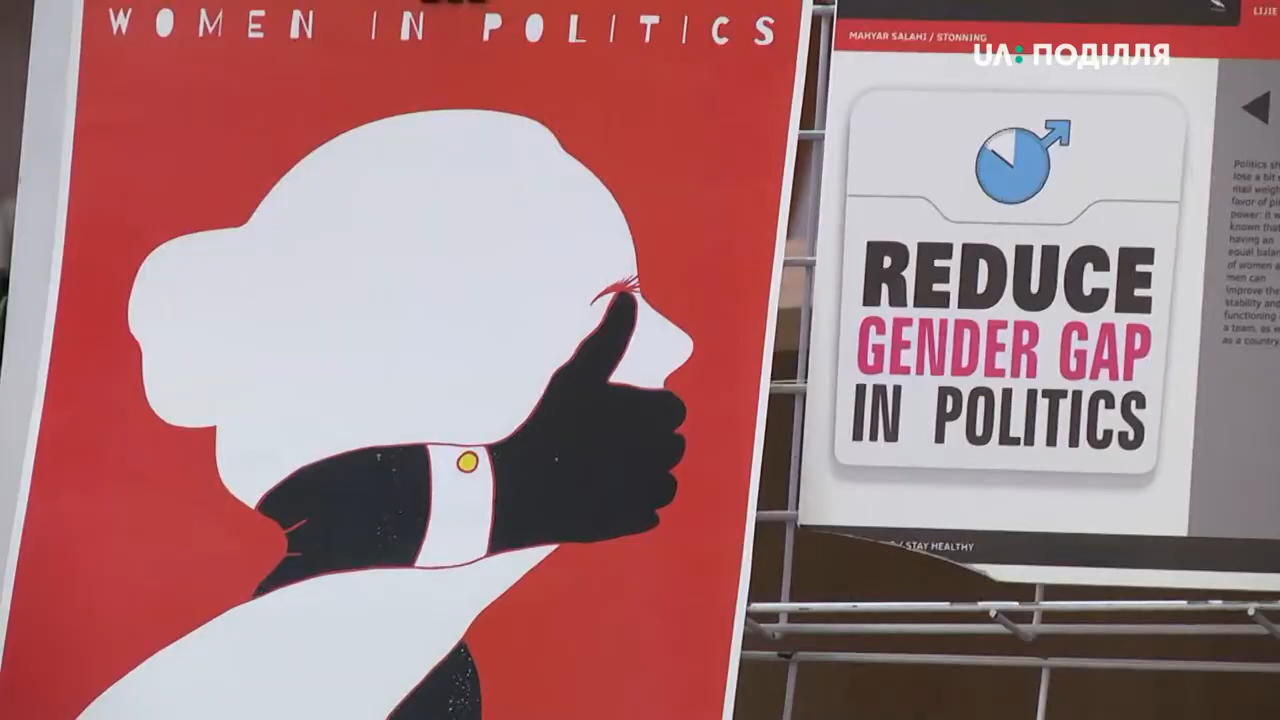 WOMEN IN POLITICS
MAHYAR SALAHI / STONNING
LIJIE
UA: ПОДІЛЛЯ
REDUCE
GENDER GAP
IN POLITICS
Politics
lose a bit
favor of
power: it
known that
having an
equal
of women
men can
improve the
stability and
functioning
a team, as
as a country.
/ STAY HEALTHY